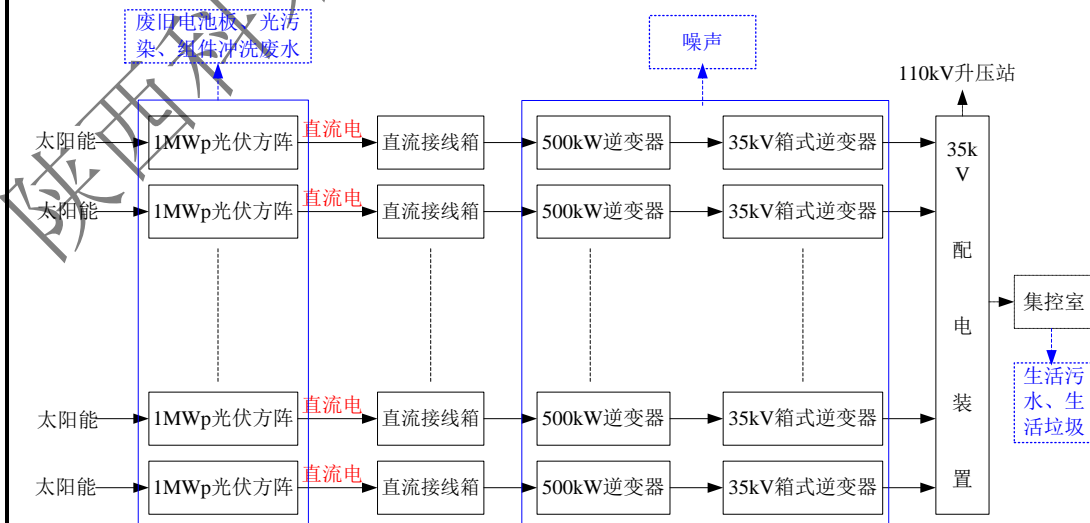 陕西科
废旧电池板、光污
染、组件冲洗废水
噪声
110kV升压站
太阳能
1MWp光伏方阵
直流电
直流接线箱
500kW逆变器
35kV箱式逆变器
太阳能
1MWp光伏方阵
直流电
直流接线箱
500kW逆变器
35kV箱式逆变器
35k
V
配
电
装
置
集控室
生活污
水、生
活垃圾
太阳能
1MWp光伏方阵
直流电
直流接线箱
500kW逆变器
35kV箱式逆变器
太阳能
1MWp光伏方阵
直流电
直流接线箱
500kW逆变器
35kV箱式逆变器